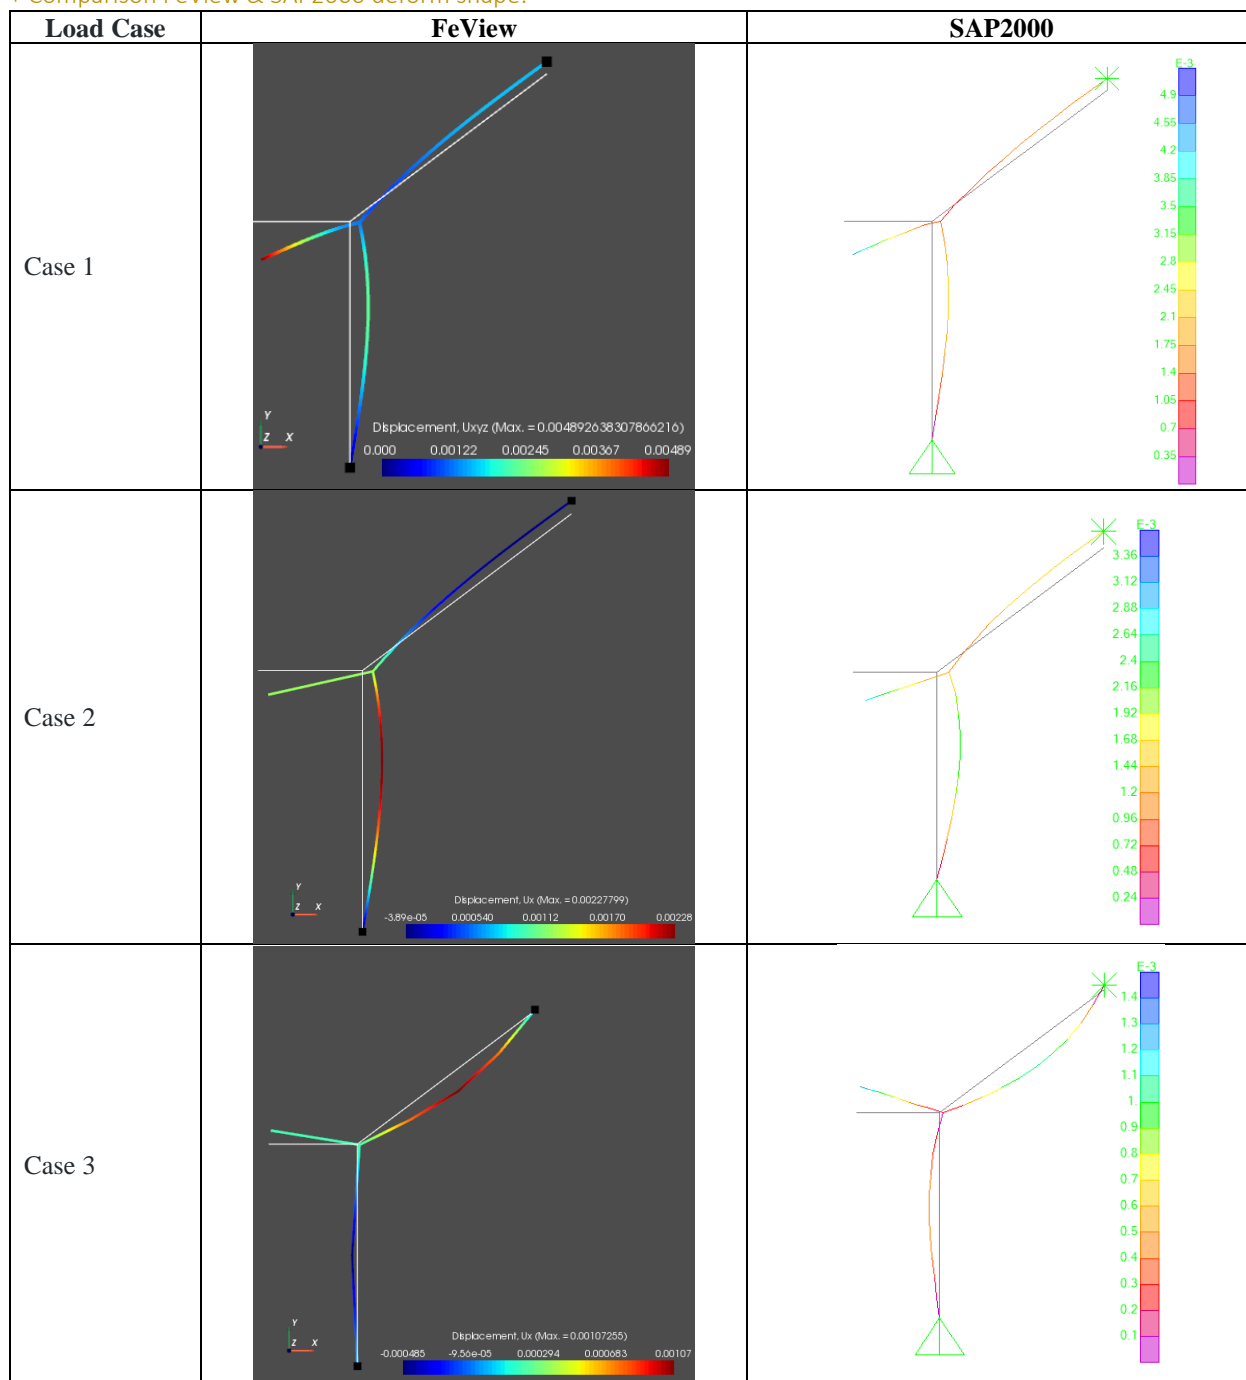 + Comparison FeView & SAP2000 deform shape:
Load Case FeView SAP2000
Case 1
Y
Z X
Displacement, Uxyz (Max. = 0.004892638307866216)
0.000 0.00122 0.00245 0.00367 0.00489
E-3
4.9
4.55
4.2
3.85
3.5
3.15
2.8
2.45
2.1
1.75
1.4
1.05
0.7
0.35
Case 2
Y
Z X
Displacement, Ux (Max. = 0.00227799)
-3.89e-05 0.000540 0.00112 0.00170 0.00228
E-3
3.36
3.12
2.88
2.64
2.4
2.16
1.92
1.68
1.44
1.2
0.96
0.72
0.48
0.24
Case 3
Y
Z X
Displacement, Ux (Max. = 0.00107255)
-0.000485 -9.56e-05 0.000294 0.000683 0.00107
E-3
1.4
1.3
1.2
1.1
1.
0.9
0.8
0.7
0.6
0.5
0.4
0.3
0.2
0.1